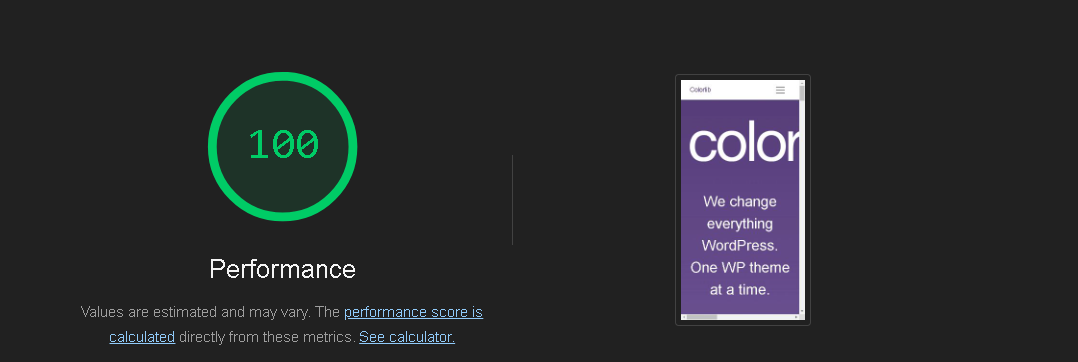 100
Performance
Values are estimated and may vary. The performance score is
calculated directly from these metrics. See calculator.
Colorlib
color
We change
everything
WordPress.
One WP theme
at a time.